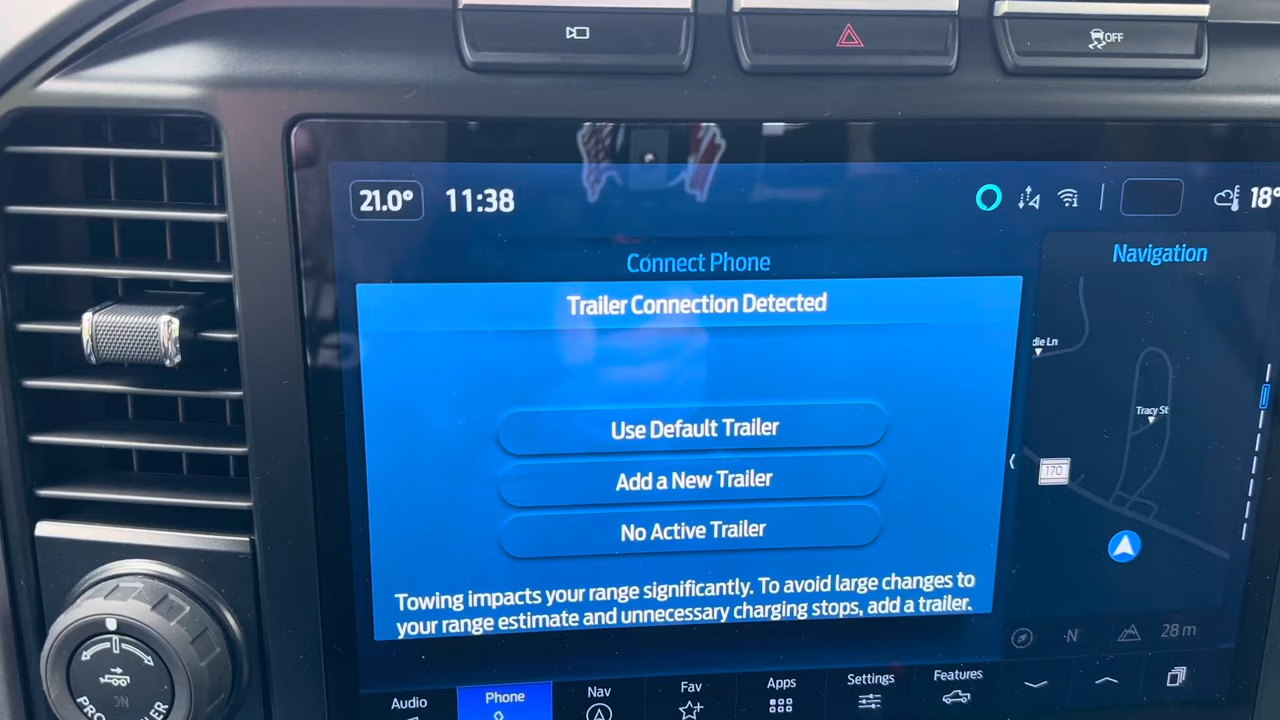 OFF
21.0°
11:38
18°
Connect Phone
Navigation
Trailer Connection Detected
die Ln
Use Default Trailer
Tracy St
Add a New Trailer
170
No Active Trailer
Towing impacts your range significantly. To avoid large changes to
your range estimate and unnecessary charging stops, add a trailer.
N
28 m
Audio
Phone
Nav
Fav
Apps
Settings
Features